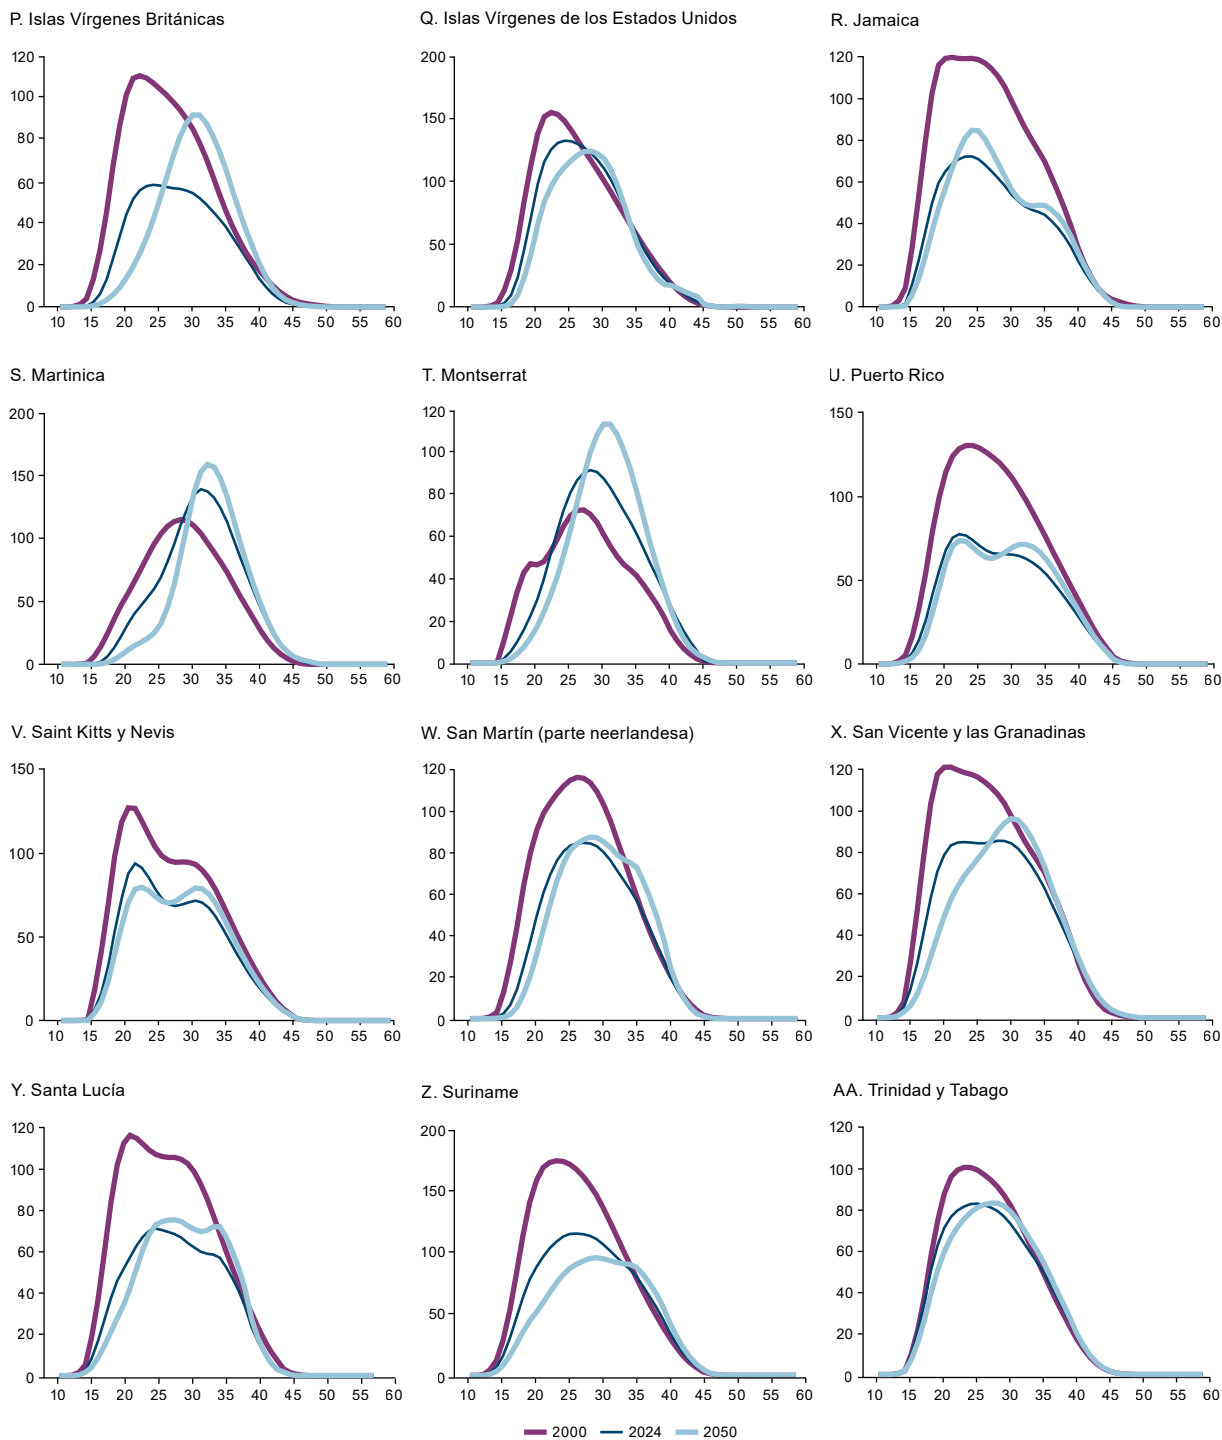 P. Islas Vírgenes Británicas
120
100
80
60
40
20
0
10 15 20 25 30 35 40 45 50 55 60
Q. Islas Vírgenes de los Estados Unidos
200
150
100
50
0
10 15 20 25 30 35 40 45 50 55 60
R. Jamaica
120
100
80
60
40
20
0
10 15 20 25 30 35 40 45 50 55 60
S. Martinica
200
150
100
50
0
10 15 20 25 30 35 40 45 50 55 60
T. Montserrat
120
100
80
60
40
20
0
10 15 20 25 30 35 40 45 50 55 60
U. Puerto Rico
150
100
50
0
10 15 20 25 30 35 40 45 50 55 60
V. Saint Kitts y Nevis
150
100
50
0
10 15 20 25 30 35 40 45 50 55 60
W. San Martín (parte neerlandesa)
120
100
80
60
40
20
0
10 15 20 25 30 35 40 45 50 55 60
X. San Vicente y las Granadinas
120
100
80
60
40
20
0
10 15 20 25 30 35 40 45 50 55 60
Y. Santa Lucía
120
100
80
60
40
20
0
10 15 20 25 30 35 40 45 50 55 60
Z. Suriname
200
150
100
50
0
10 15 20 25 30 35 40 45 50 55 60
AA. Trinidad y Tabago
120
100
80
60
40
20
0
10 15 20 25 30 35 40 45 50 55 60
2000 2024 2050